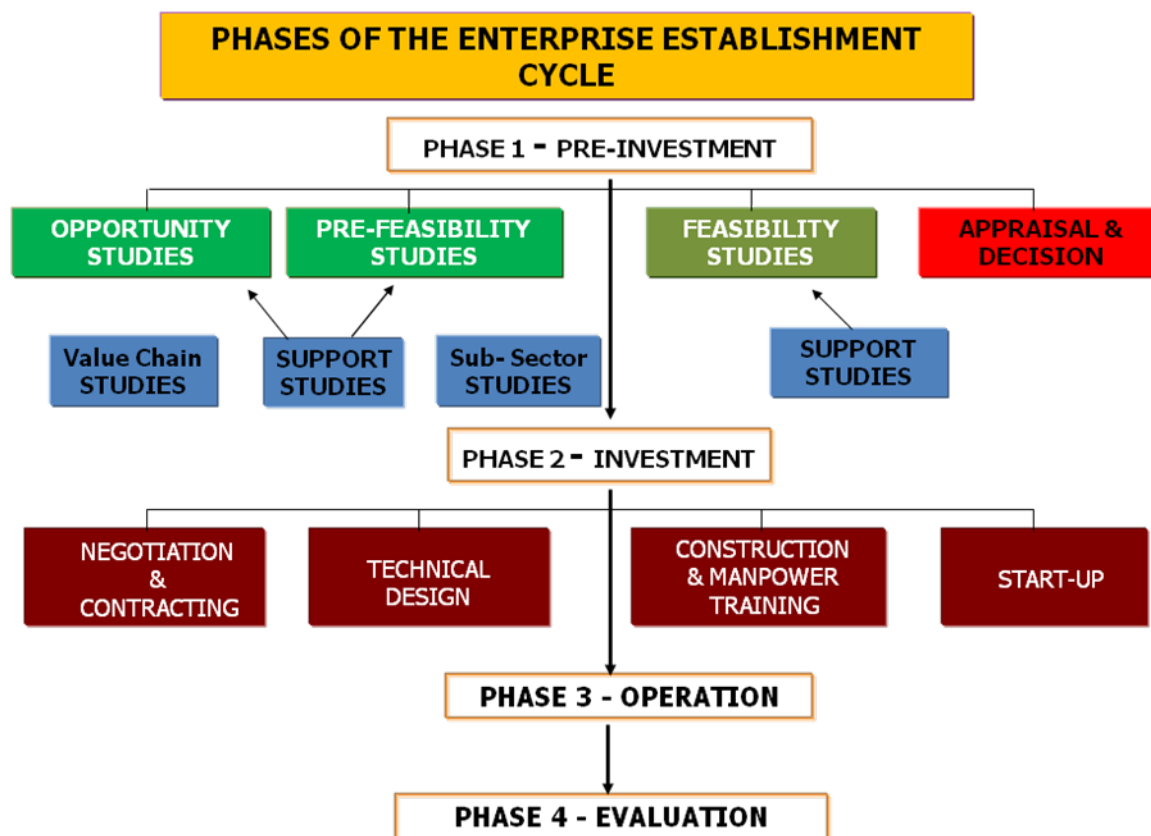 PHASES OF THE ENTERPRISE ESTABLISHMENT
CYCLE
PHASE 1 - PRE-INVESTMENT
OPPORTUNITY
STUDIES
PRE-FEASIBILITY
STUDIES
FEASIBILITY
STUDIES
APPRAISAL &
DECISION
Value Chain
STUDIES
SUPPORT
STUDIES
Sub- Sector
STUDIES
SUPPORT
STUDIES
PHASE 2 - INVESTMENT
NEGOTIATION
&
CONTRACTING
TECHNICAL
DESIGN
CONSTRUCTION
& MANPOWER
TRAINING
START-UP
PHASE 3 - OPERATION
PHASE 4 - EVALUATION